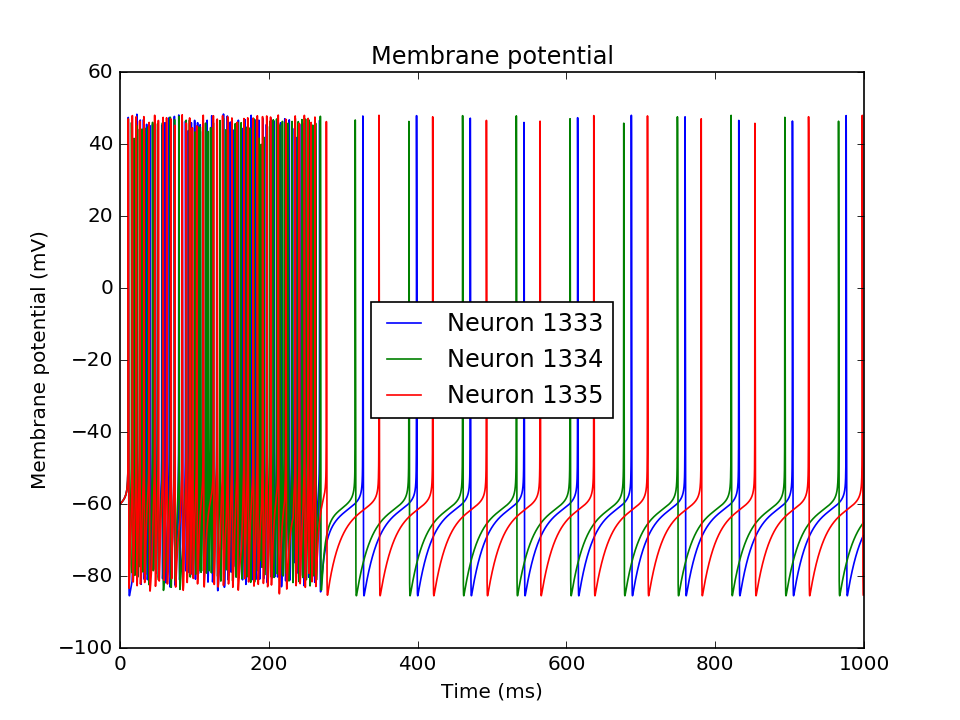 Membrane potential
60
40
20
0
−20
−40
−60
−80
−100
Membrane potential (mV)
Neuron 1333
Neuron 1334
Neuron 1335
0 200 400 600 800 1000
Time (ms)